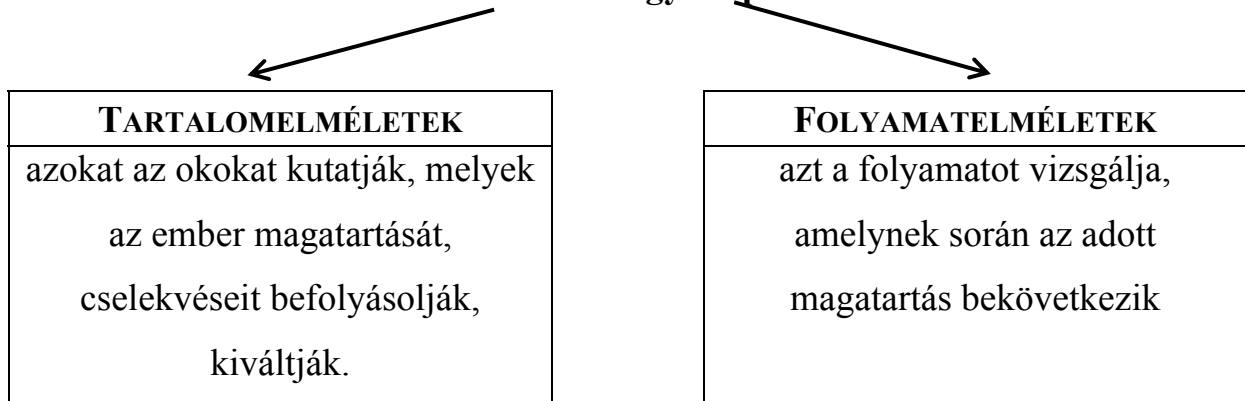 TARTALOMELMÉLETEK
azokat az okokat kutatják, melyek
az ember magatartását,
cselekvéseit befolyásolják,
kiváltják.
FOLYAMATELMÉLETEK
azt a folyamatot vizsgálja,
amelynek során az adott
magatartás bekövetkezik